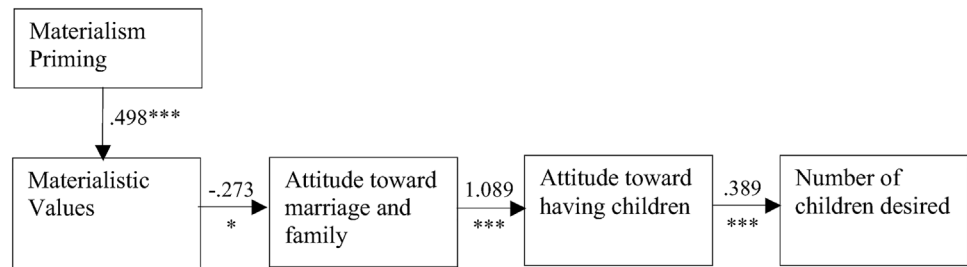 Materialism
Priming
.498***
Materialistic
Values
-.273
*
Attitude toward
marriage and
family
1.089
***
Attitude toward
having children
.389
***
Number of
children desired